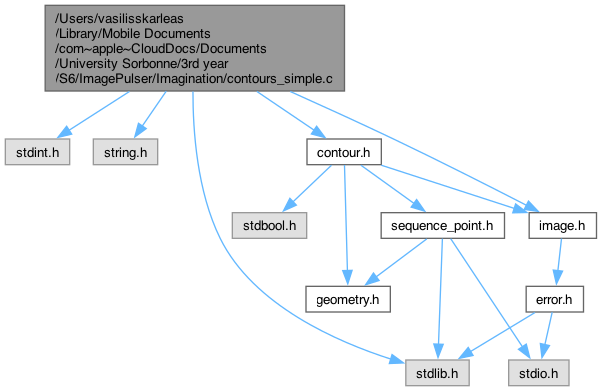 /Users/vasilisskarleas
/Library/Mobile Documents
/com~apple~CloudDocs/Documents
/University Sorbonne/3rd year
/S6/ImagePulser/Imagination/contours_simple.c
stdint.h
string.h
contour.h
stdbool.h
sequence_point.h
image.h
geometry.h
error.h
stdlib.h
stdio.h